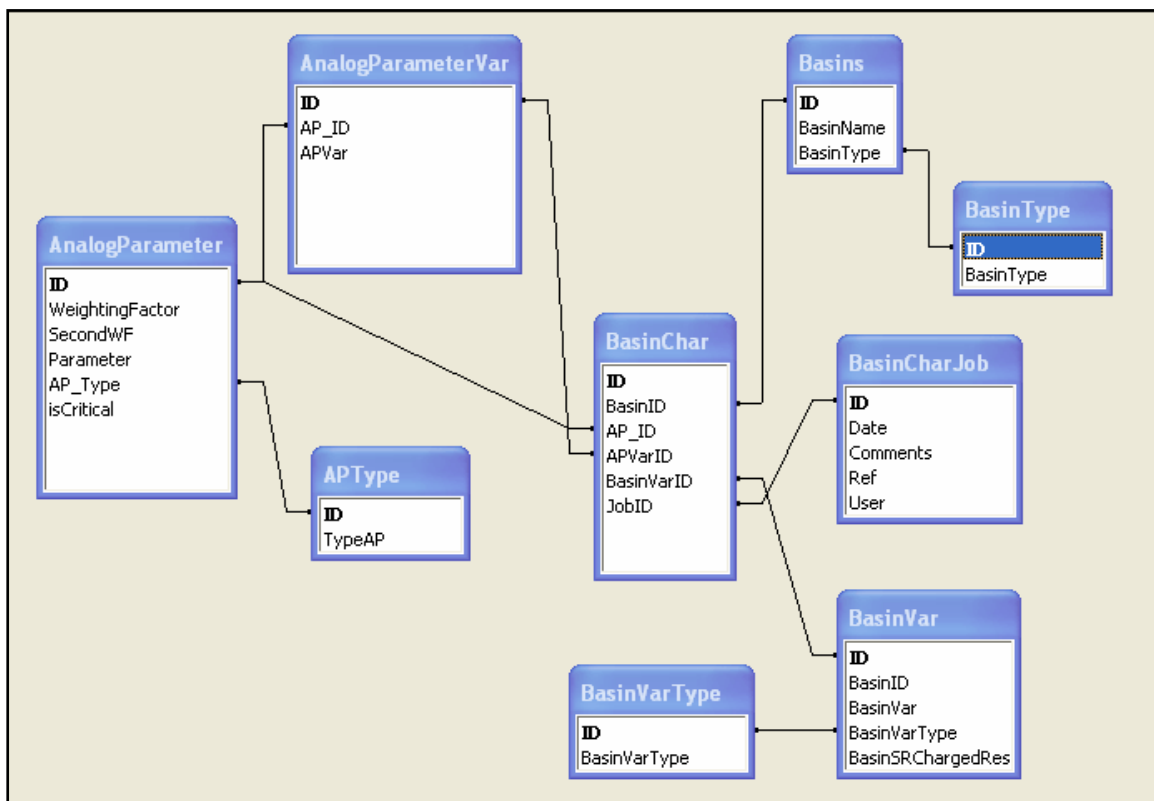 AnalogParameterVar
ID
AP_ID
APVar
Basins
ID
BasinName
BasinType
BasinType
ID
BasinType
AnalogParameter
ID
WeightingFactor
SecondWF
Parameter
AP_Type
isCritical
APType
ID
TypeAP
BasinChar
ID
BasinID
AP_ID
APVarID
BasinVarID
JobID
BasinCharJob
ID
Date
Comments
Ref
User
BasinVar
ID
BasinID
BasinVar
BasinVarType
BasinSRChargedRes
BasinVarType
ID
BasinVarType